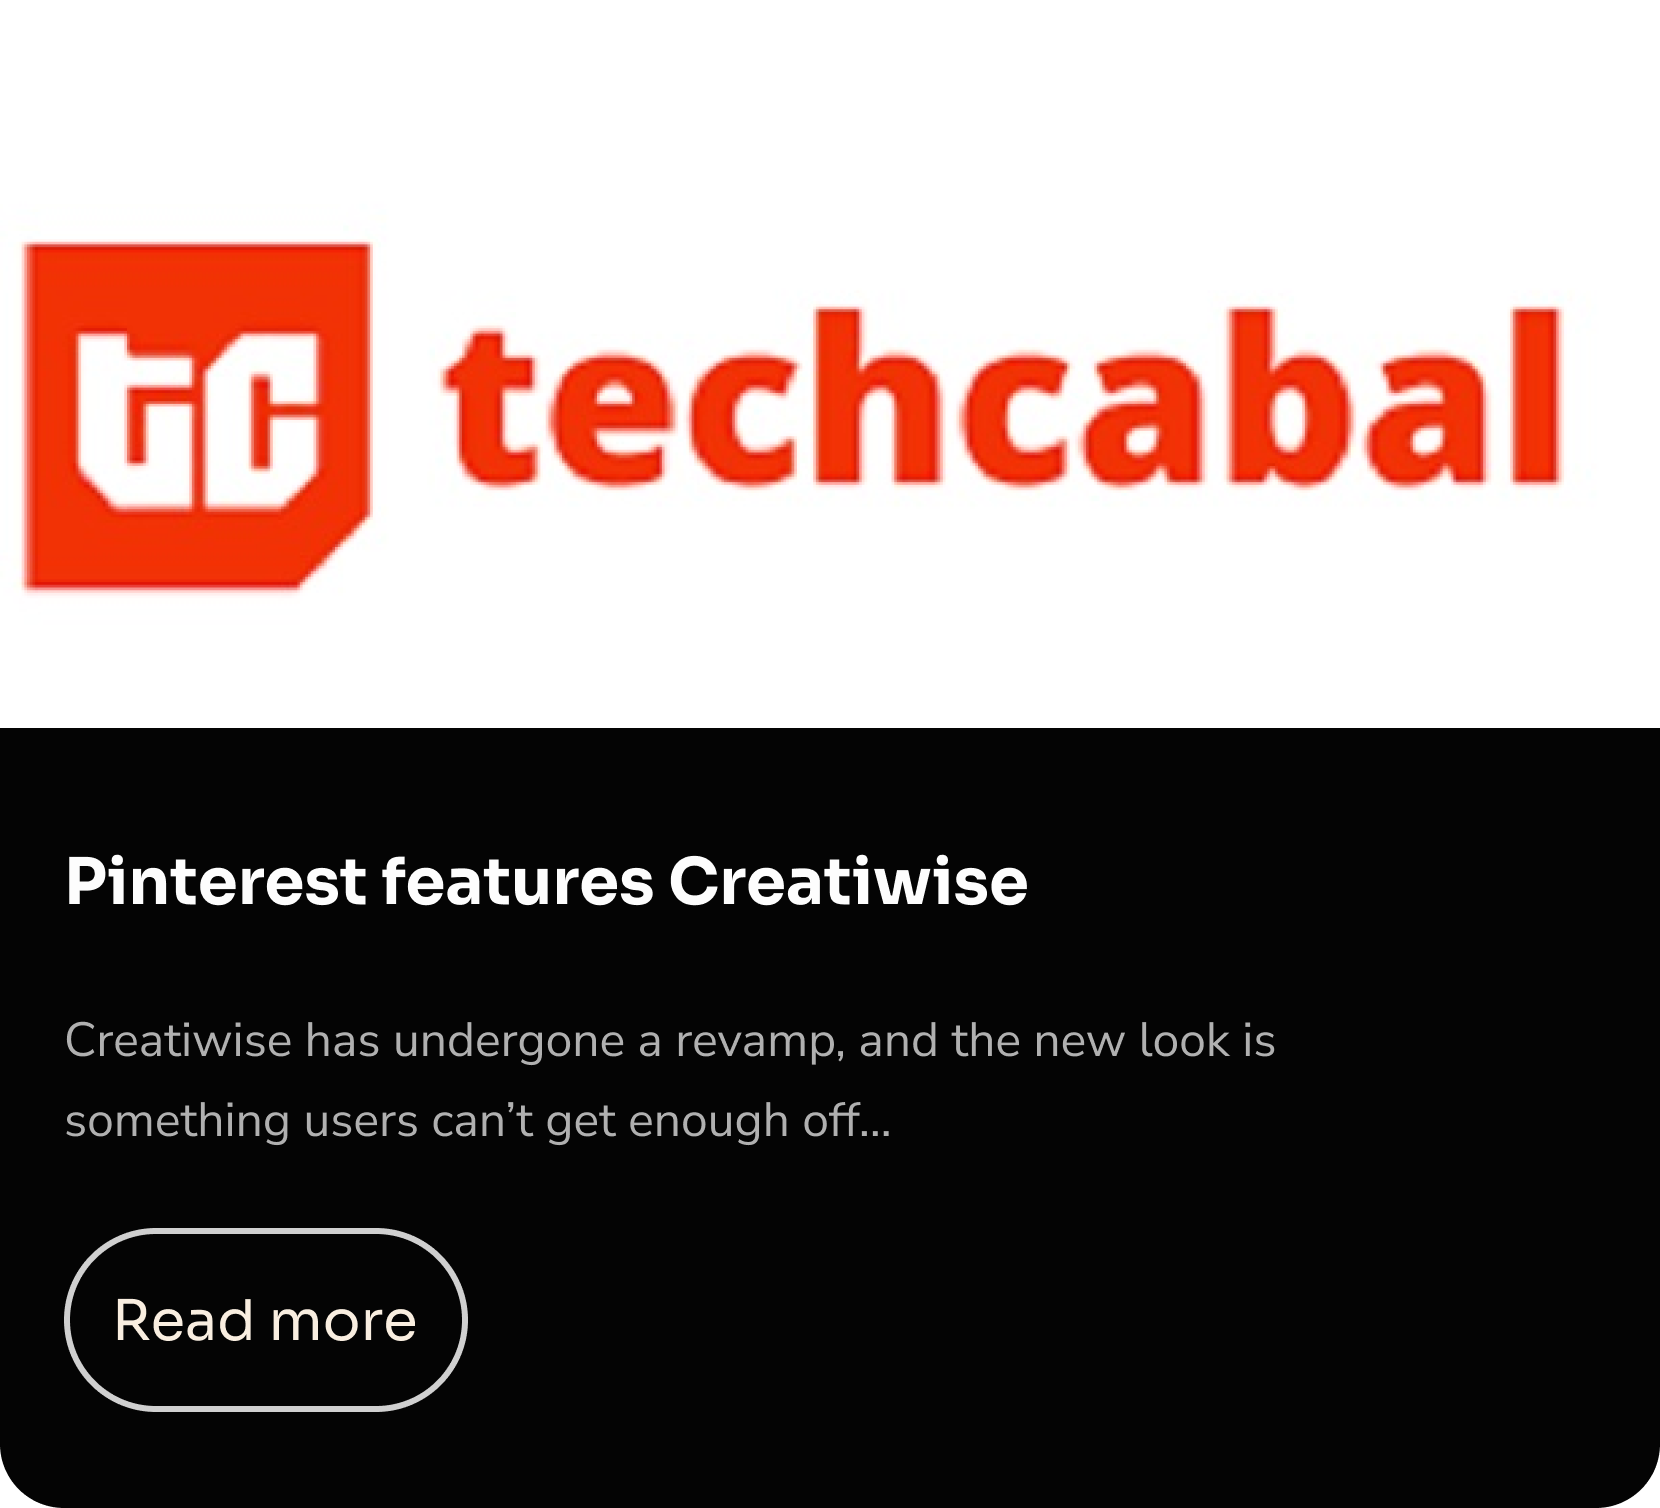 tc techcabal
Pinterest features Creatiwise
Creatiwise has undergone a revamp, and the new look is
something users can’t get enough off...
Read more